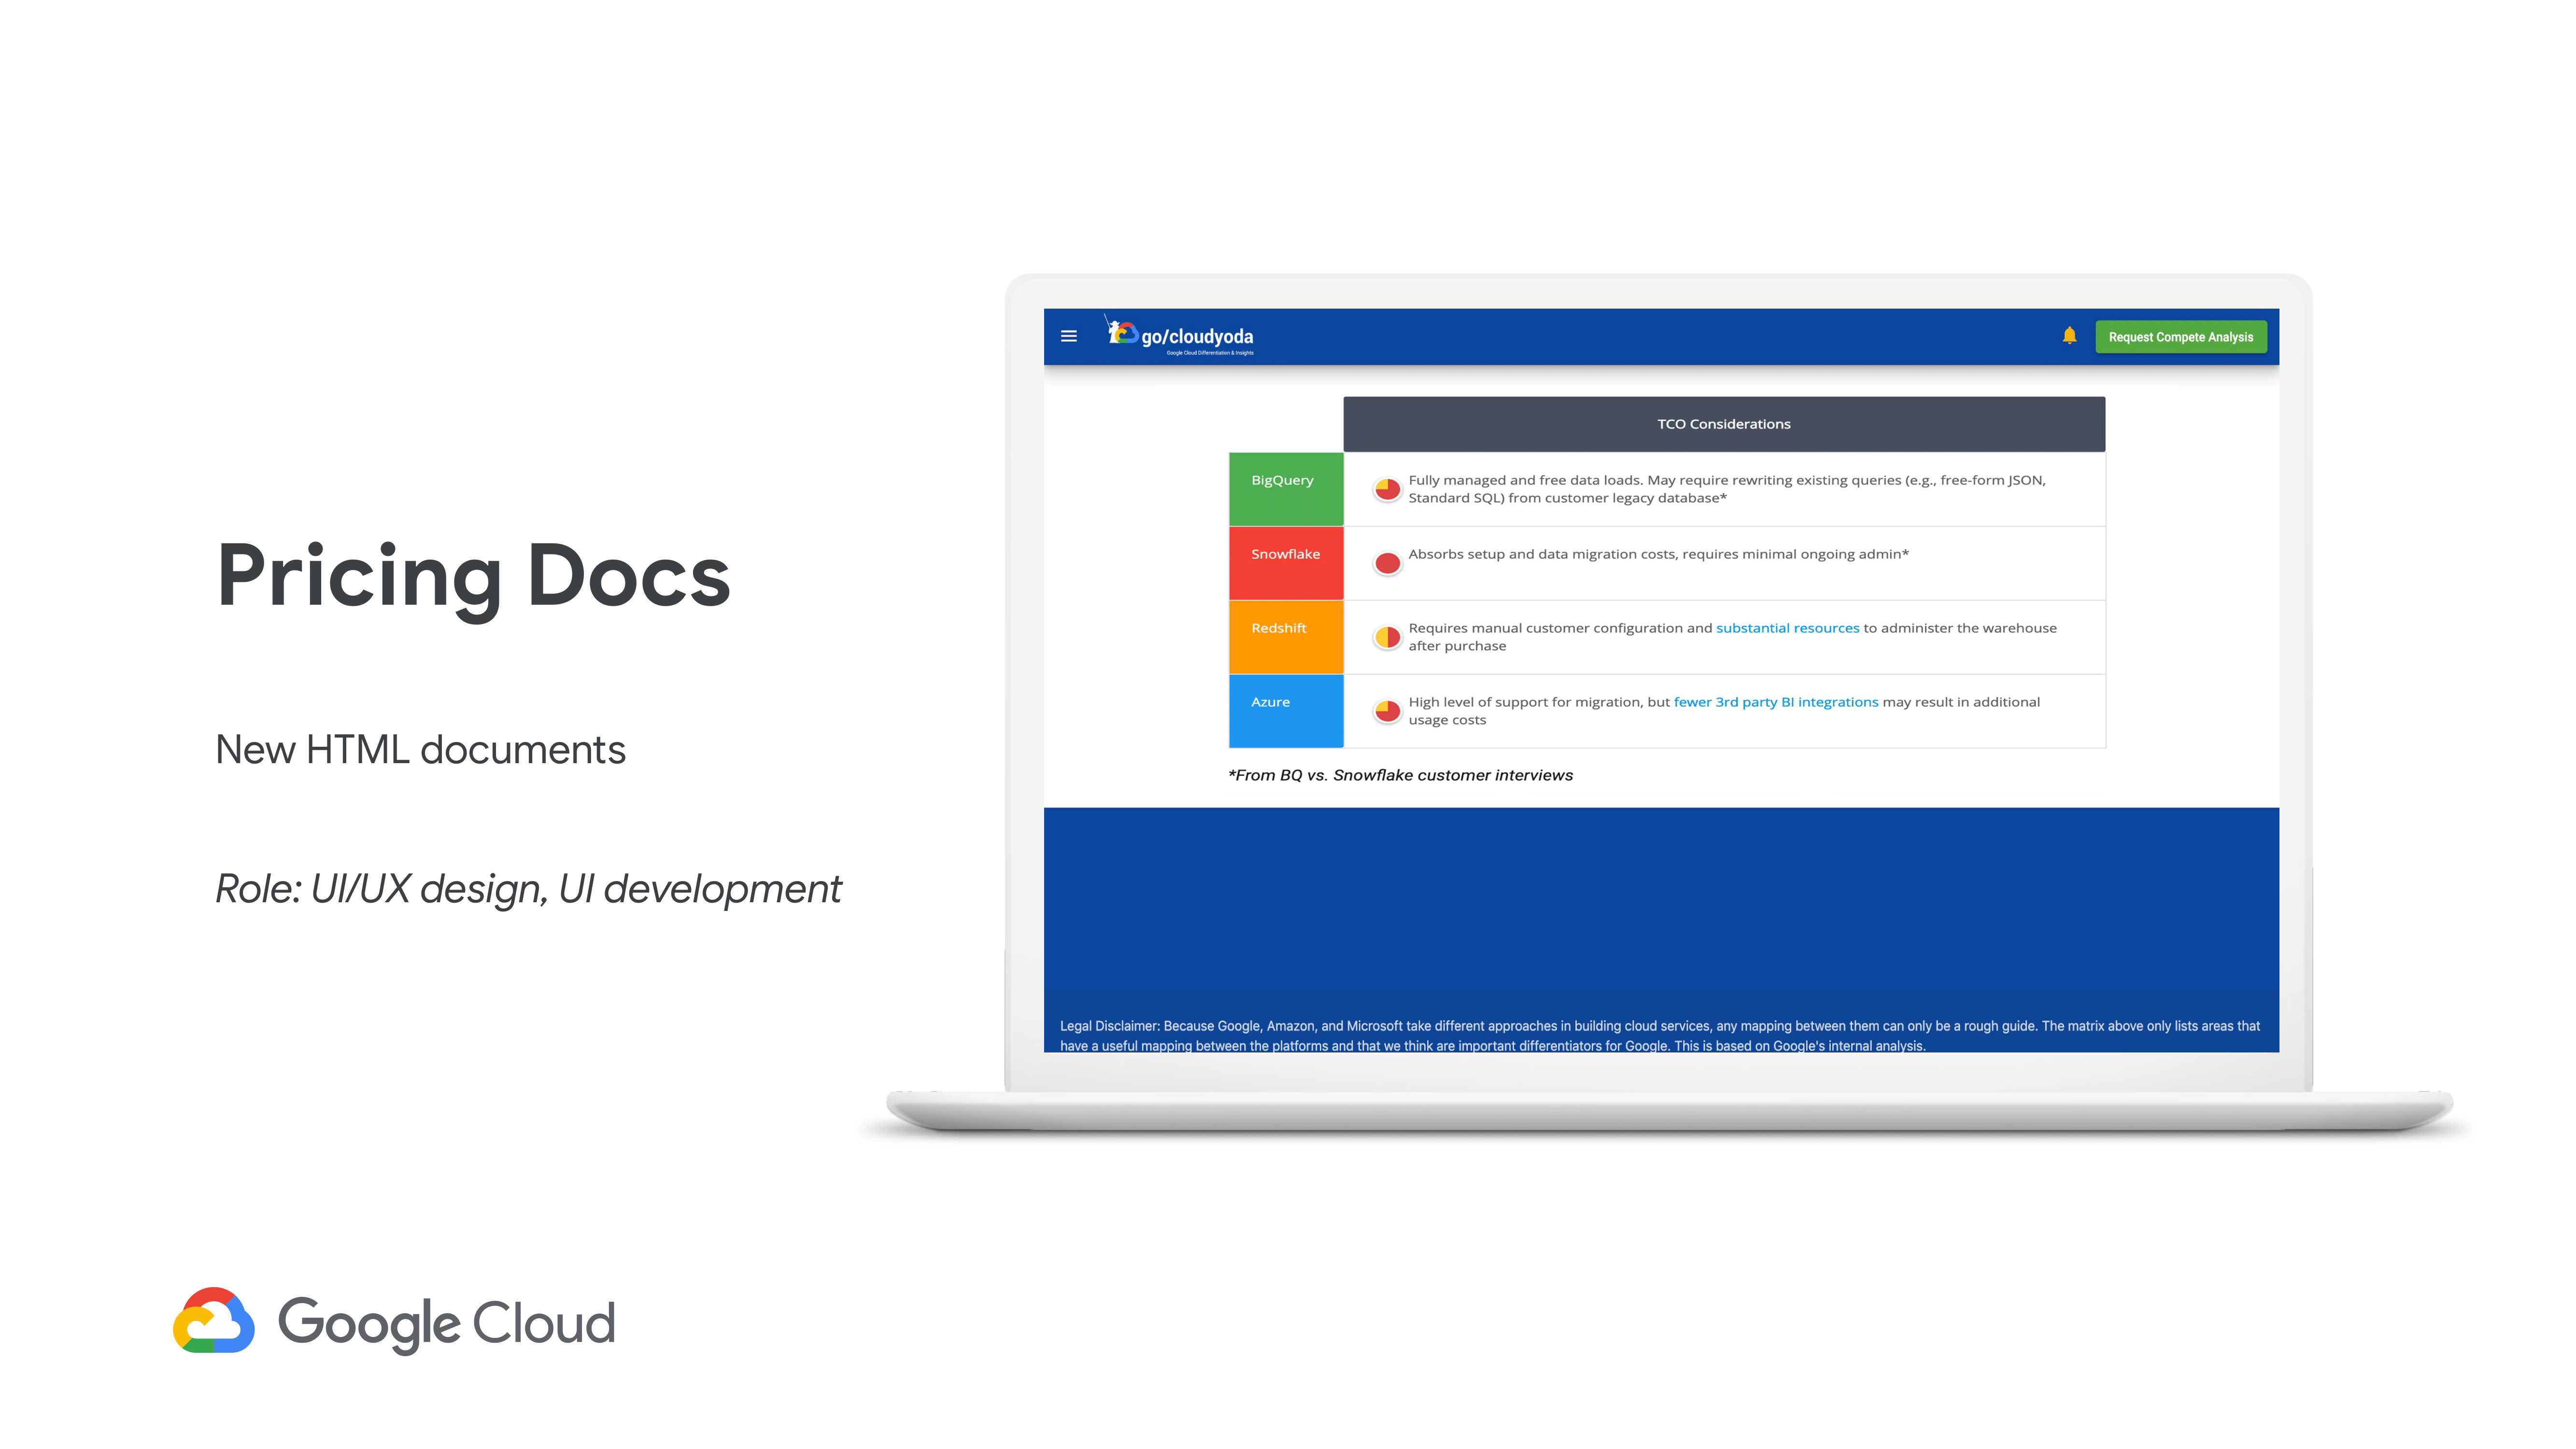 Pricing Docs
New HTML documents
Role: UI/UX design, UI development
Google Cloud
go/cloudyoda
Google Cloud Differentiation & Insights
Request Compete Analysis
TCO Considerations
BigQuery
Fully managed and free data loads. May require rewriting existing queries (e.g., free-form JSON,
Standard SQL) from customer legacy database*
Snowflake
Absorbs setup and data migration costs, requires minimal ongoing admin*
Redshift
Requires manual customer configuration and substantial resources to administer the warehouse
after purchase
Azure
High level of support for migration, but fewer 3rd party BI integrations may result in additional
usage costs
*From BQ vs. Snowflake customer interviews
Legal Disclaimer: Because Google, Amazon, and Microsoft take different approaches in building cloud services, any mapping between them can only be a rough guide. The matrix above only lists areas that
have a useful mapping between the platforms and that we think are important differentiators for Google. This is based on Google's internal analysis.